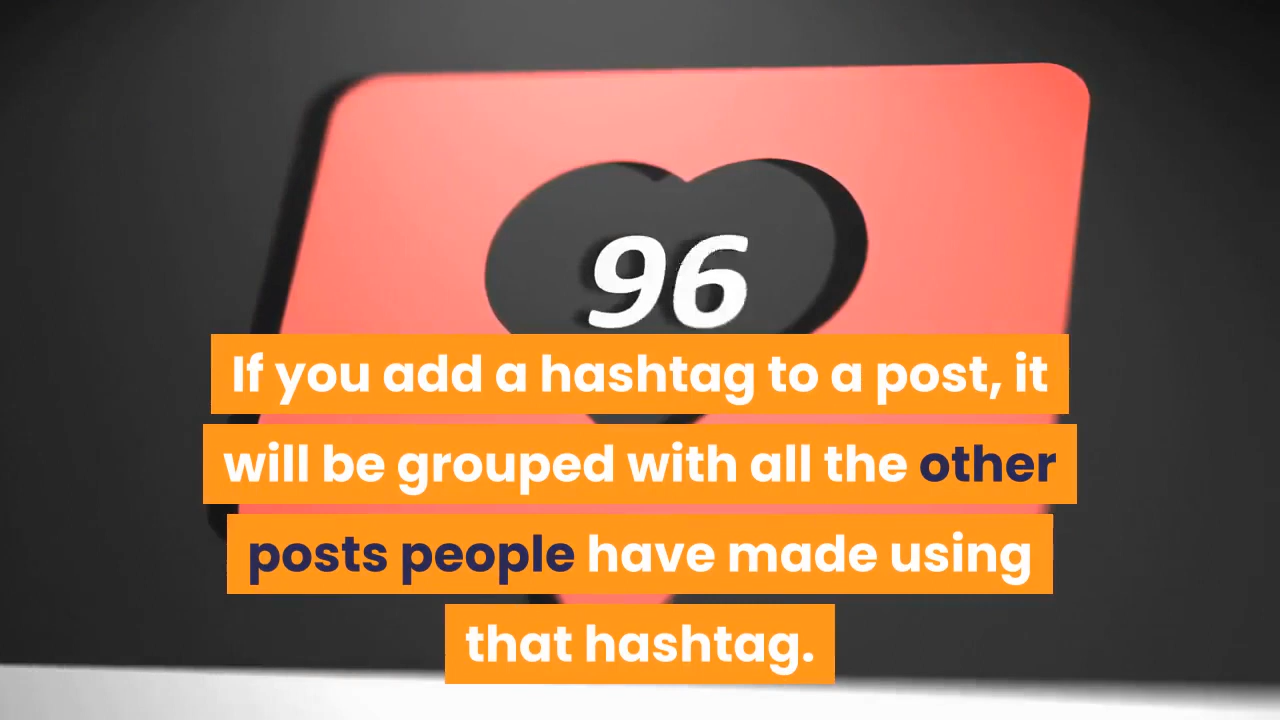 96
If you add a hashtag to a post, it
will be grouped with all the other
posts people have made using
that hashtag.